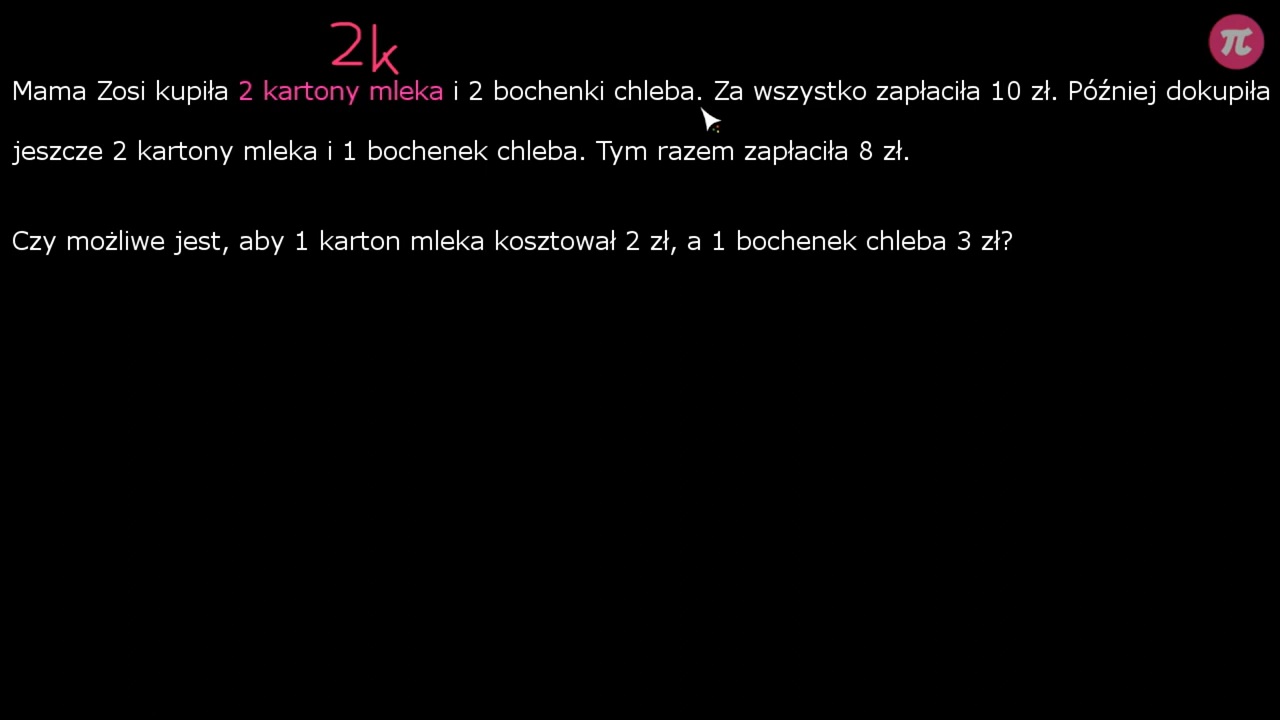 2k
Mama Zosi kupiła 2 kartony mleka i 2 bochenki chleba. Za wszystko zapłaciła 10 zł. Później dokupiła
jeszcze 2 kartony mleka i 1 bochenek chleba. Tym razem zapłaciła 8 zł.
Czy możliwe jest, aby 1 karton mleka kosztował 2 zł, a 1 bochenek chleba 3 zł?
π